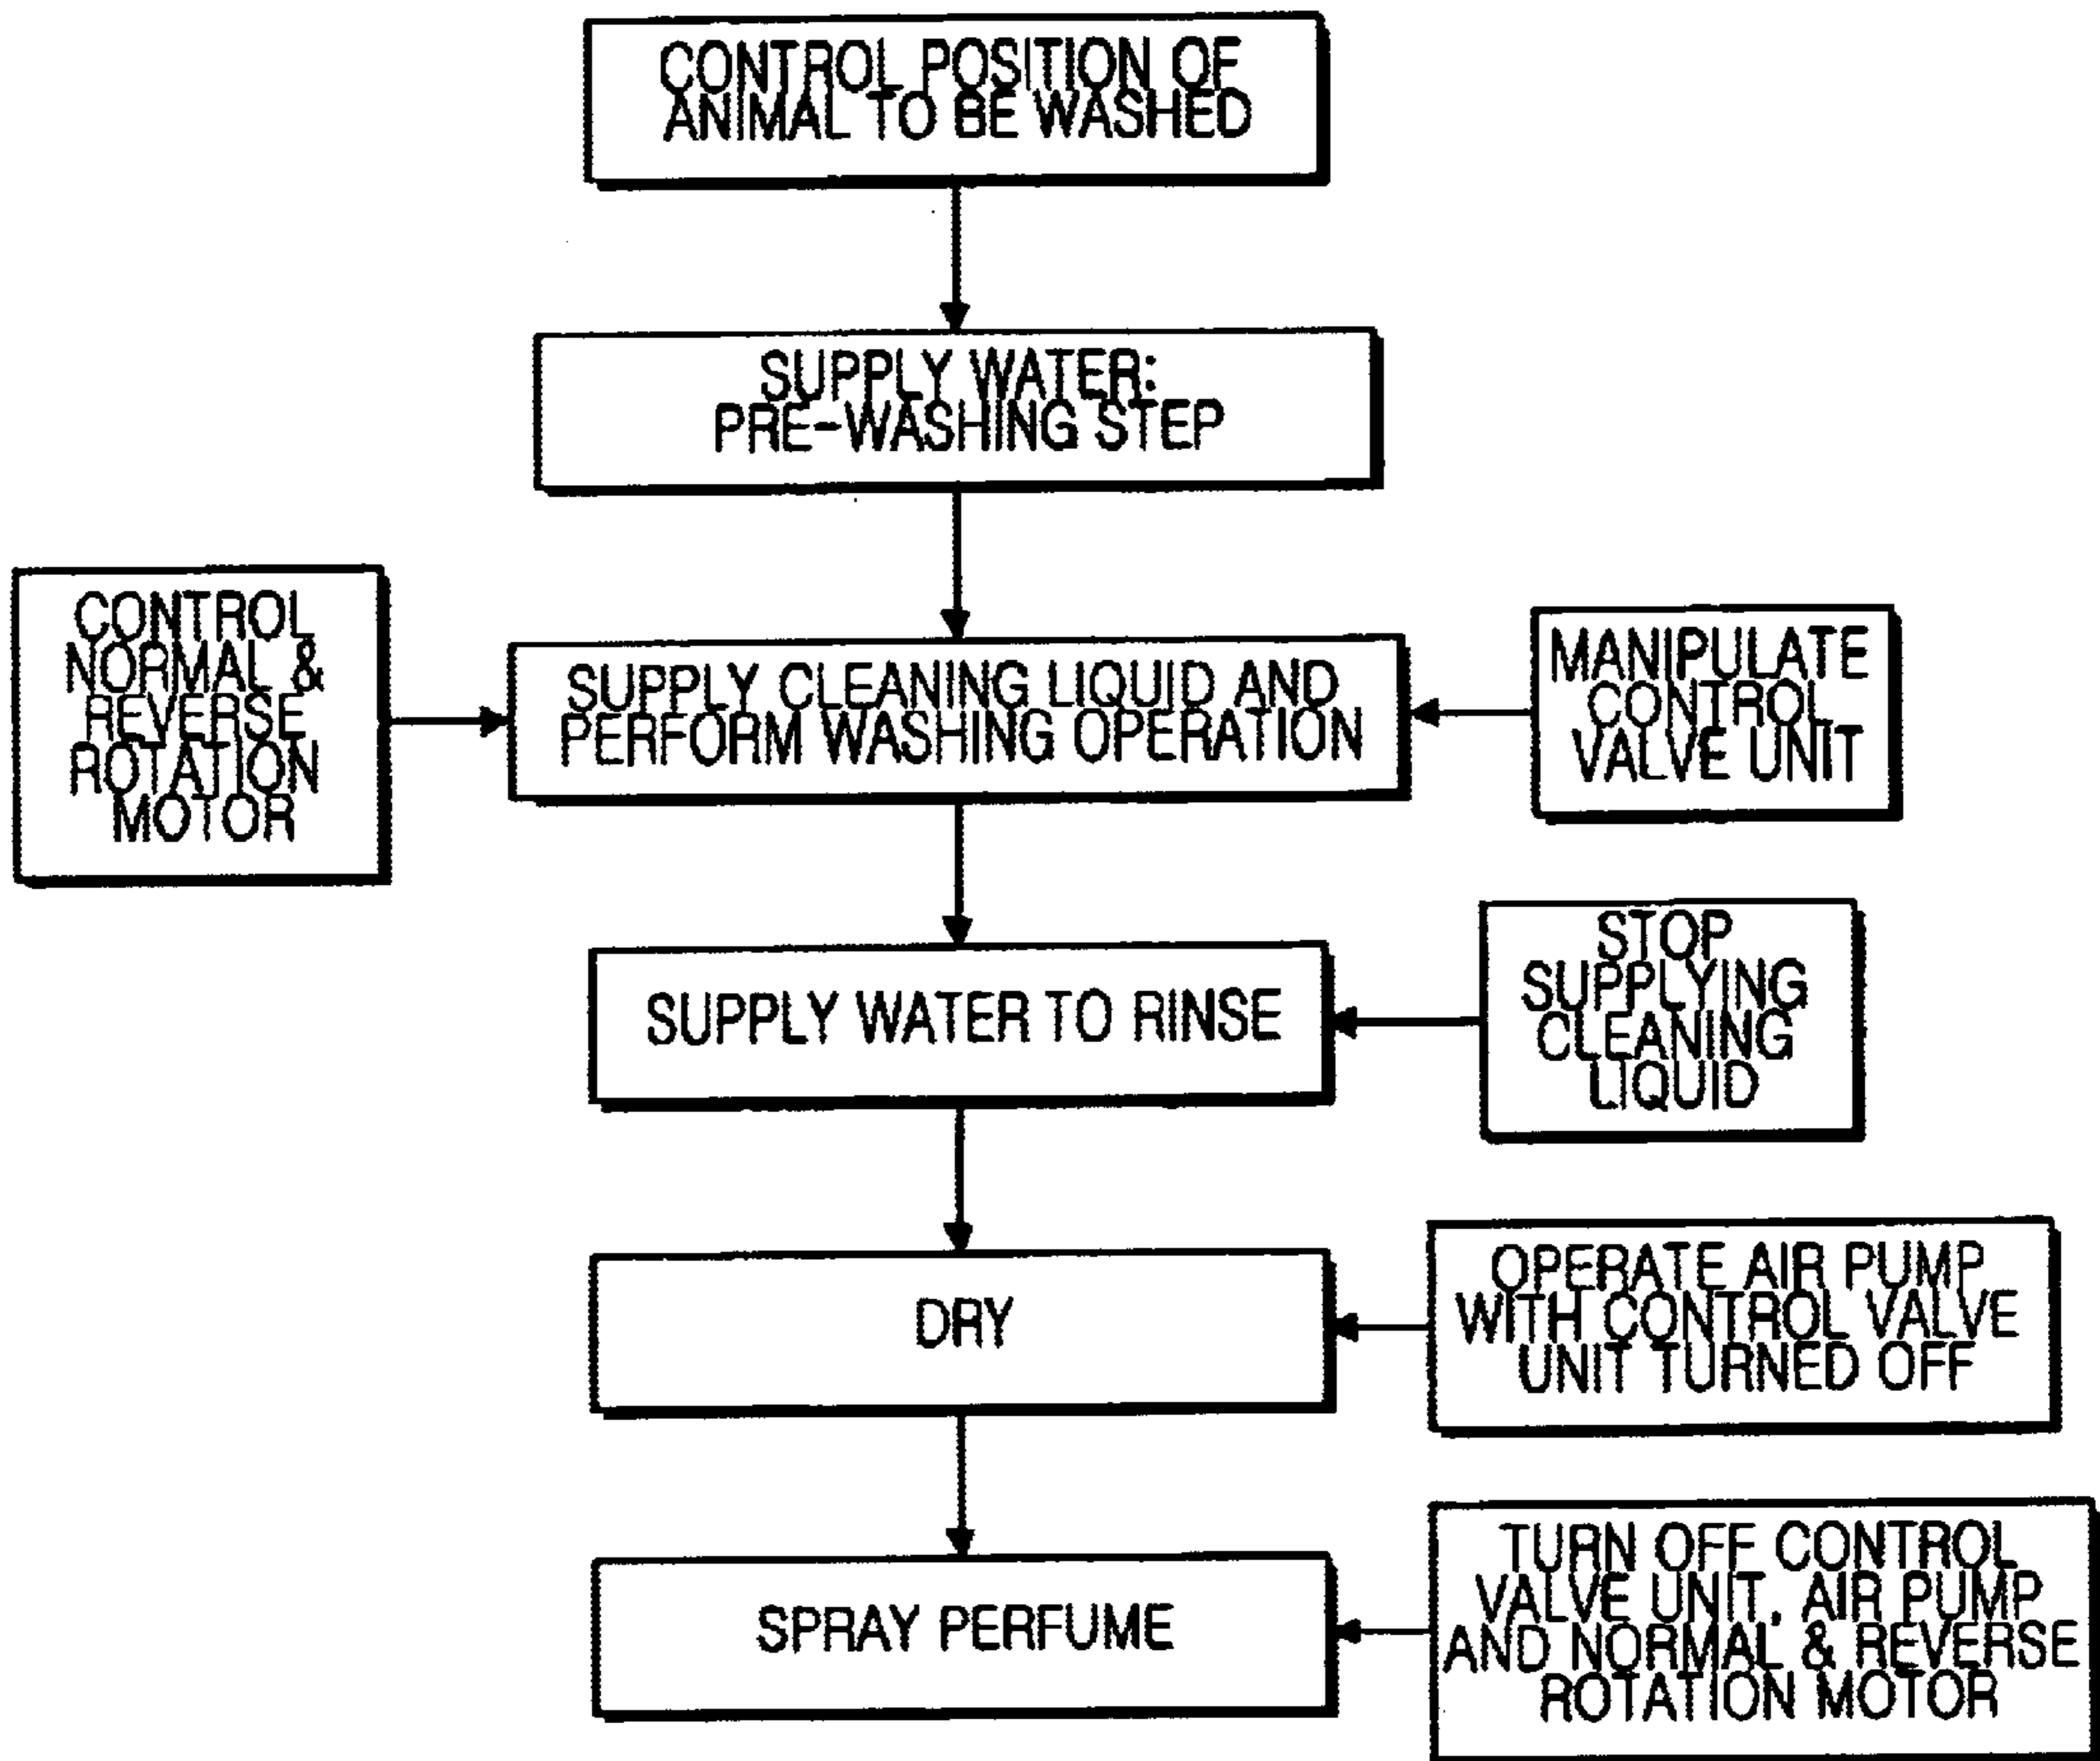 CONTROL POSITION OF
ANIMAL TO BE WASHED
SUPPLY WATER:
PRE-WASHING STEP
CONTROL
NORMAL &
REVERSE
ROTATION
MOTOR
SUPPLY CLEANING LIQUID AND
PERFORM WASHING OPERATION
MANIPULATE
CONTROL
VALVE UNIT
SUPPLY WATER TO RINSE
STOP
SUPPLYING
CLEANING
LIQUID
DRY
OPERATE AIR PUMP
WITH CONTROL VALVE
UNIT TURNED OFF
SPRAY PERFUME
TURN OFF CONTROL
VALVE UNIT, AIR PUMP
AND NORMAL & REVERSE
ROTATION MOTOR